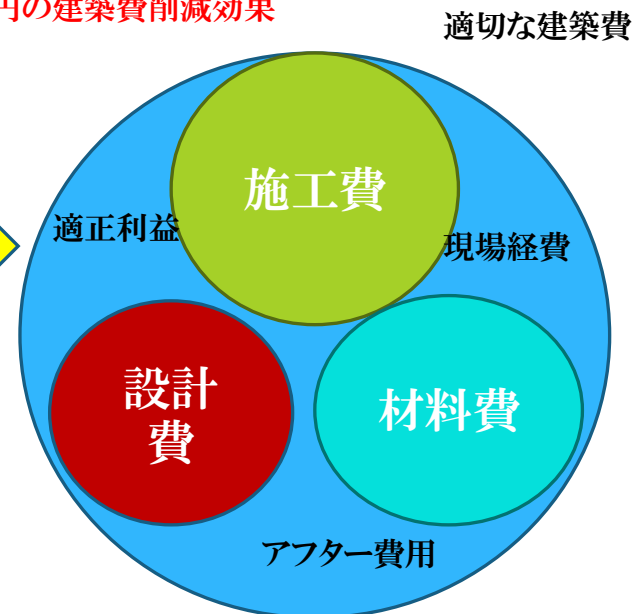 円の建築費削減効果
適切な建築費
施工費
適正利益
現場経費
設計
費
材料費
アフター費用